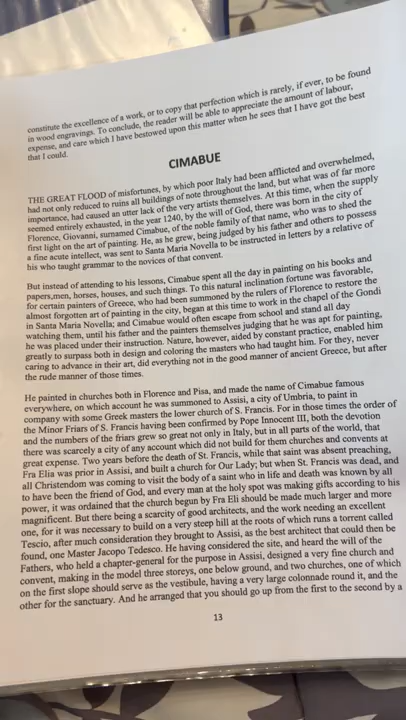 constitute the excellence of a work, or to copy that perfection which is rarely, if ever, to be found
in wood engravings. To conclude, the reader will be able to appreciate the amount of labour,
expense, and care which I have bestowed upon this matter when he sees that I have got the best
that I could.
CIMABUE
THE GREAT FLOOD of misfortunes, by which poor Italy had been afflicted and overwhelmed,
had not only reduced to ruins all buildings of note throughout the land, but what was of far more
importance, had caused an utter lack of the very artists themselves. At this time, when the supply
seemed entirely exhausted, in the year 1240, by the will of God, there was born in the city of
Florence, Giovanni, surnamed Cimabue, of the noble family of that name, who was to shed the
first light on the art of painting. He, as he grew, being judged by his father and others to possess
a fine acute intellect, was sent to Santa Maria Novella to be instructed in letters by a relative of
his who taught grammar to the novices of that convent.
But instead of attending to his lessons, Cimabue spent all the day in painting on his books and
papers,men, horses, houses, and such things. To this natural inclination fortune was favorable,
for certain painters of Greece, who had been summoned by the rulers of Florence to restore the
almost forgotten art of painting in the city, began at this time to work in the chapel of the Gondi
in Santa Maria Novella; and Cimabue would often escape from school and stand all day
watching them, until his father and the painters themselves judging that he was apt for painting,
he was placed under their instruction. Nature, however, aided by constant practice, enabled him
greatly to surpass both in design and coloring the masters who had taught him. For they, never
caring to advance in their art, did everything not in the good manner of ancient Greece, but after
the rude manner of those times.
He painted in churches both in Florence and Pisa, and made the name of Cimabue famous
everywhere, on which account he was summoned to Assisi, a city of Umbria, to paint in
company with some Greek masters the lower church of S. Francis. For in those times the order of
the Minor Friars of S. Francis having been confirmed by Pope Innocent III, both the devotion
and the numbers of the friars grew so great not only in Italy, but in all parts of the world, that
there was scarcely a city of any account which did not build for them churches and convents at
great expense. Two years before the death of St. Francis, while that saint was absent preaching,
Fra Elia was prior in Assisi, and built a church for Our Lady; but when St. Francis was dead, and
all Christendom was coming to visit the body of a saint who in life and death was known by all
to have been the friend of God, and every man at the holy spot was making gifts according to his
power, it was ordained that the church begun by Fra Eli should be made much larger and more
magnificent. But there being a scarcity of good architects, and the work needing an excellent
one, for it was necessary to build on a very steep hill at the roots of which runs a torrent called
Tescio, after much consideration they brought to Assisi, as the best architect that could then be
found, one Master Jacopo Tedesco. He having considered the site, and heard the will of the
Fathers, who held a chapter-general for the purpose in Assisi, designed a very fine church and
convent, making in the model three storeys, one below ground, and two churches, one of which
on the first slope should serve as the vestibule, having a very large colonnade round it, and the
other for the sanctuary. And he arranged that you should go up from the first to the second by a
13